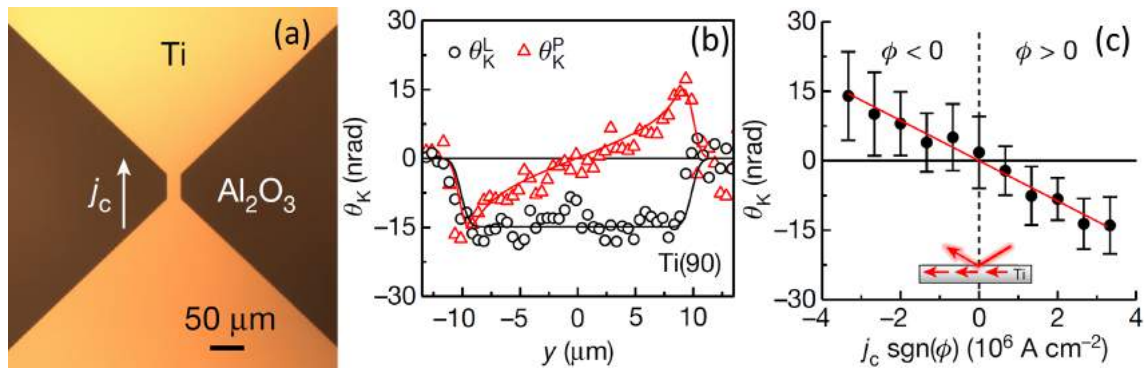 (a)
Ti
j_c
Al₂O₃
50 μm
(b)
θ_K^L
θ_K^P
30
15
0
−15
−30
θ_K (nrad)
Ti(90)
−10
−5
0
5
10
y (μm)
(c)
ϕ < 0
ϕ > 0
30
15
0
−15
−30
θ_K (nrad)
Ti
−4
−2
0
2
4
j_c sgn(ϕ) (10⁶ A cm⁻²)